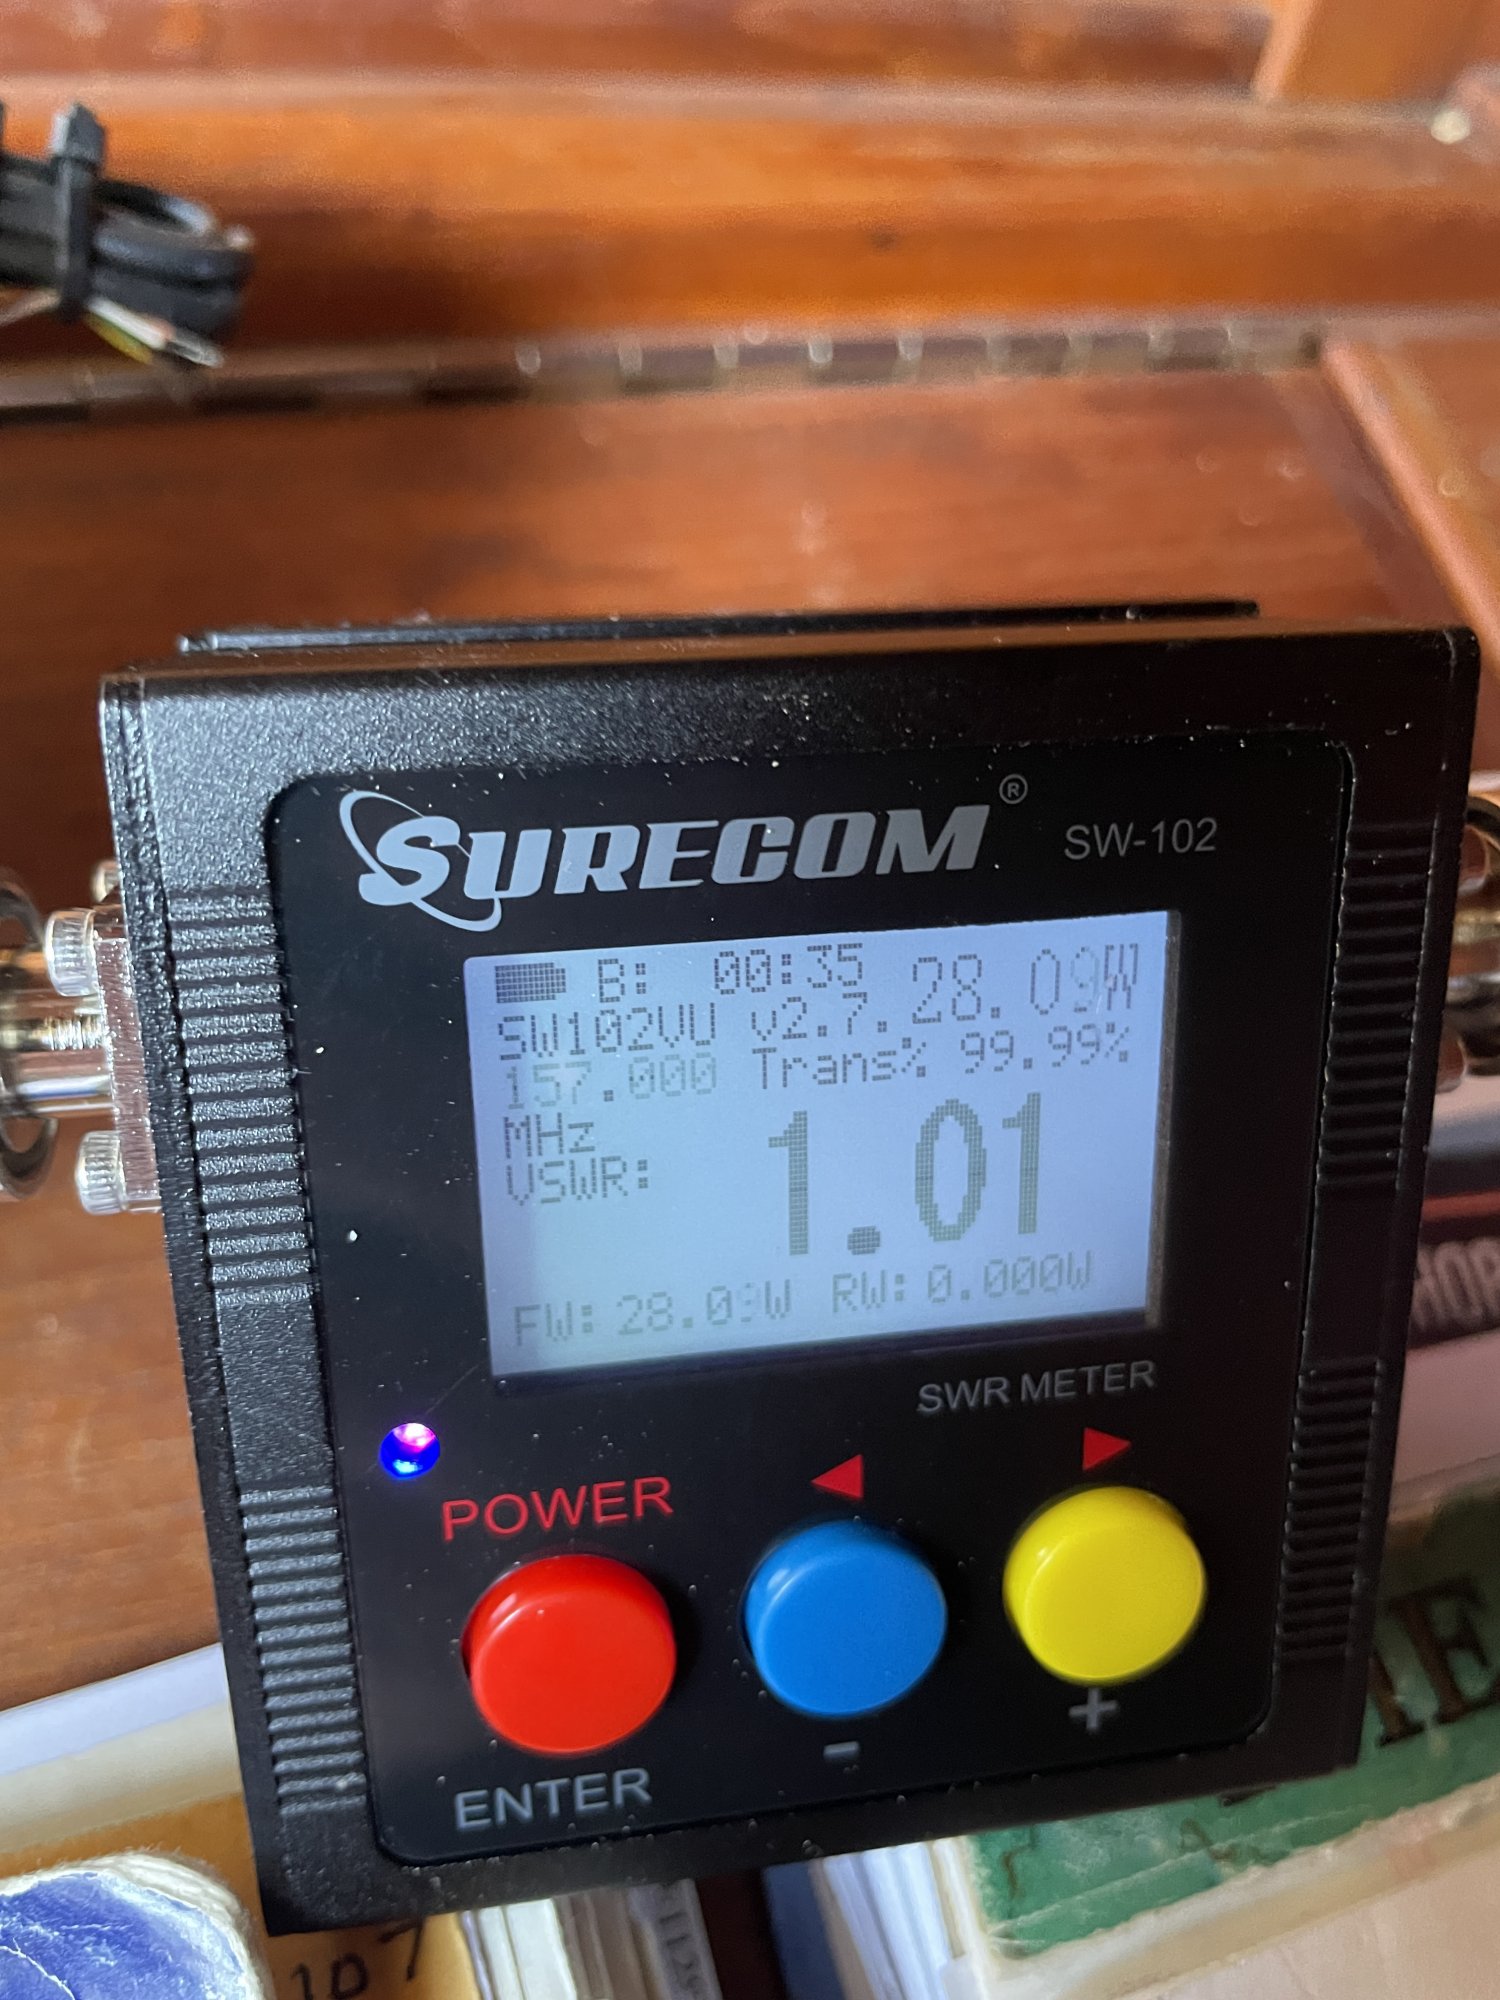 SURECOM® SW-102
B: 00:35 28.09W
SW102VU v2.7.
157.000 Trans% 99.99%
MHz
VSWR: 1.01
FW: 28.09W RW: 0.000W
SWR METER
POWER
ENTER - +
107